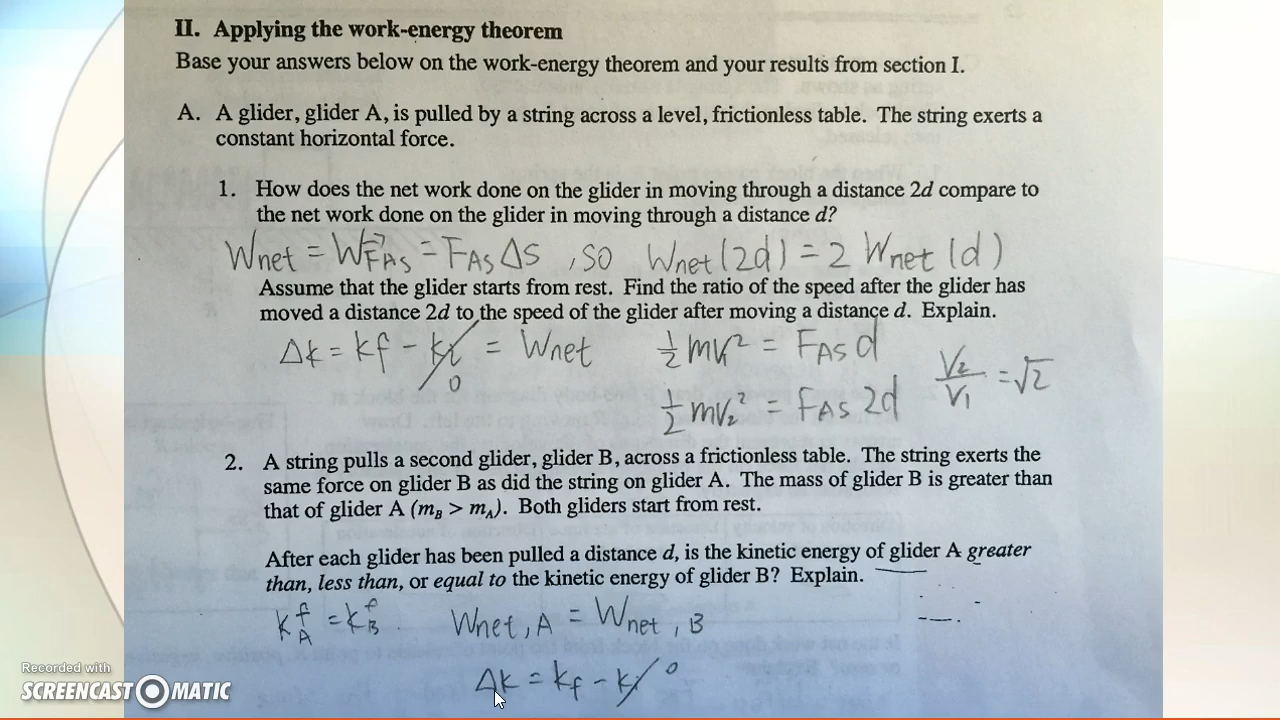 II. Applying the work-energy theorem
Base your answers below on the work-energy theorem and your results from section I.
A. A glider, glider A, is pulled by a string across a level, frictionless table. The string exerts a
constant horizontal force.
1. How does the net work done on the glider in moving through a distance 2d compare to
the net work done on the glider in moving through a distance d?
Wnet = WF⃗AS = FAS Δs , so Wnet (2d) = 2 Wnet (d)
Assume that the glider starts from rest. Find the ratio of the speed after the glider has
moved a distance 2d to the speed of the glider after moving a distance d. Explain.
Δk = kf - ki = Wnet ½ mv₁² = FAS d
0 ½ mv₂² = FAS 2d V₂/V₁ = √2
2. A string pulls a second glider, glider B, across a frictionless table. The string exerts the
same force on glider B as did the string on glider A. The mass of glider B is greater than
that of glider A (mB > mA). Both gliders start from rest.
After each glider has been pulled a distance d, is the kinetic energy of glider A greater
than, less than, or equal to the kinetic energy of glider B? Explain.
kfA = kfB . Wnet, A = Wnet, B
Δk = kf - ki 0
Recorded with
SCREENCAST O MATIC